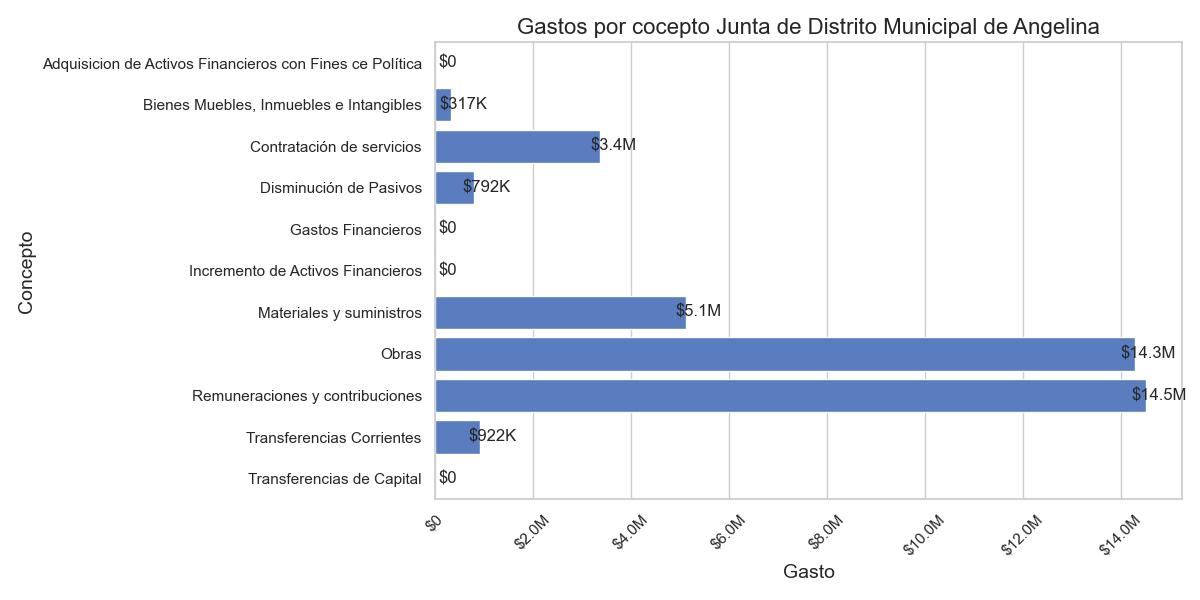 Gastos por cocepto Junta de Distrito Municipal de Angelina
Adquisicion de Activos Financieros con Fines ce Política $0
Bienes Muebles, Inmuebles e Intangibles $317K
Contratación de servicios $3.4M
Disminución de Pasivos $792K
Gastos Financieros $0
Incremento de Activos Financieros $0
Materiales y suministros $5.1M
Obras $14.3M
Remuneraciones y contribuciones $14.5M
Transferencias Corrientes $922K
Transferencias de Capital $0
Concepto
$0 $2.0M $4.0M $6.0M $8.0M $10.0M $12.0M $14.0M
Gasto